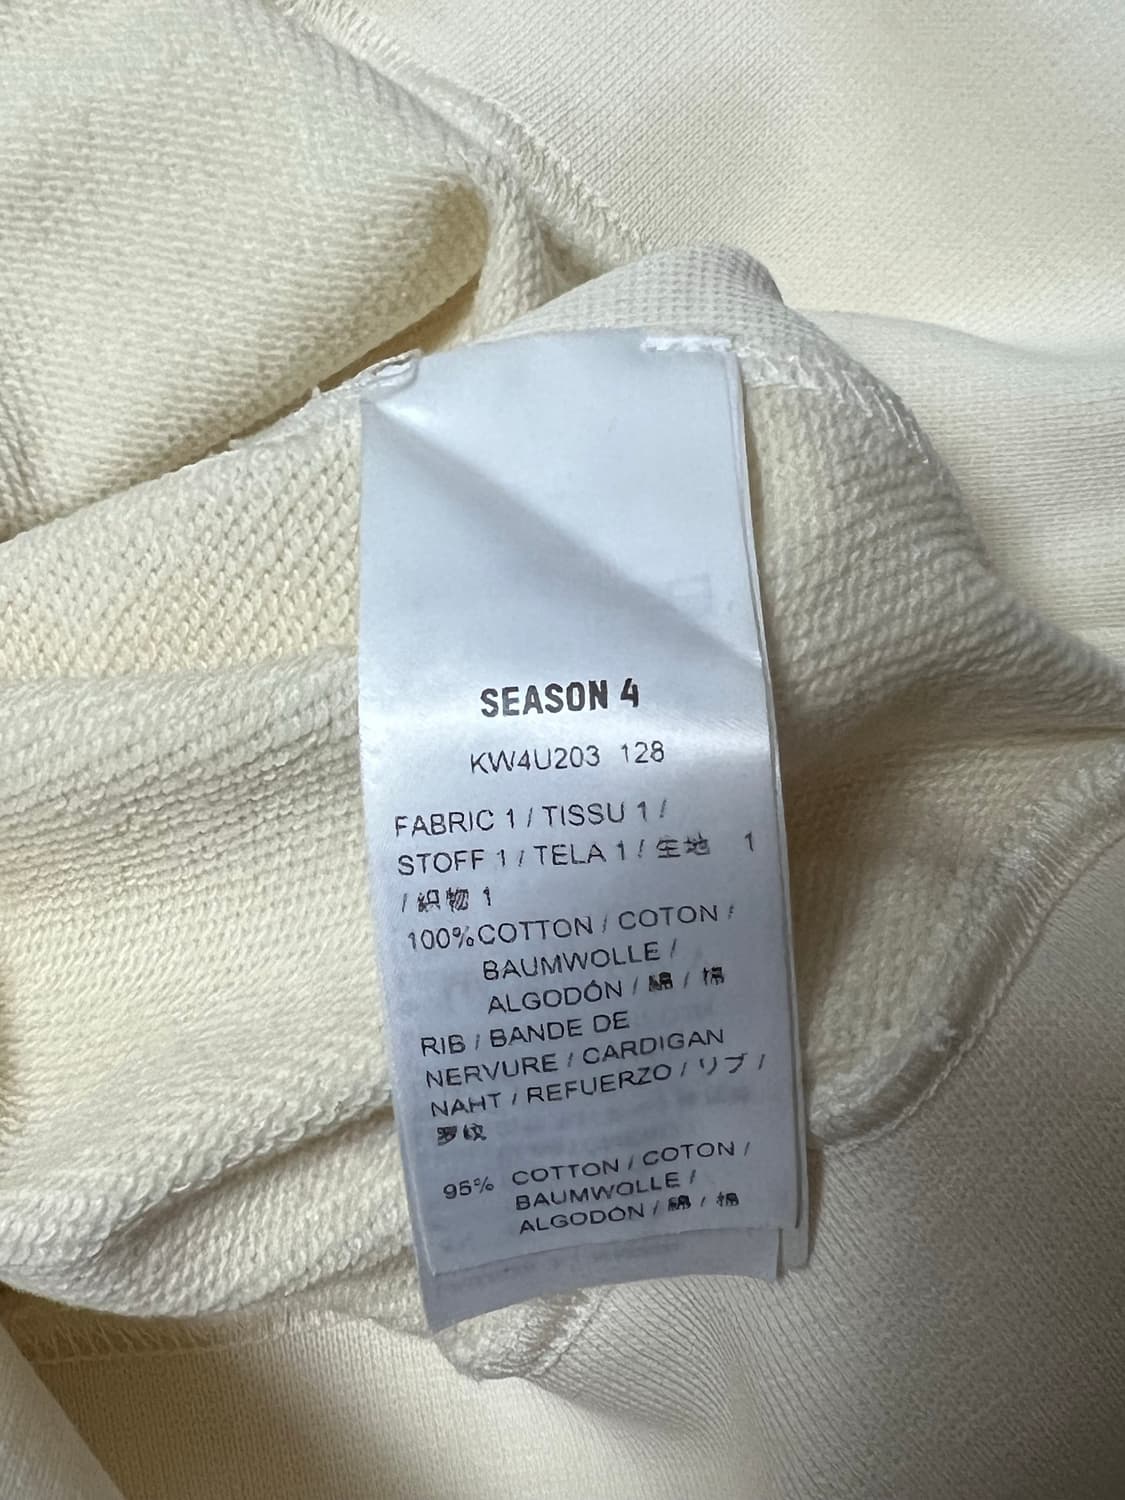 SEASON 4
KW4U203 128
FABRIC 1 / TISSU 1 /
STOFF 1 / TELA 1 / 生地 1
/ 织物 1
100%COTTON / COTON /
BAUMWOLLE /
ALGODÓN / 綿 / 棉
RIB / BANDE DE
NERVURE / CARDIGAN
NAHT / REFUERZO / リブ /
罗纹
95% COTTON / COTON /
BAUMWOLLE /
ALGODÓN / 綿 / 棉